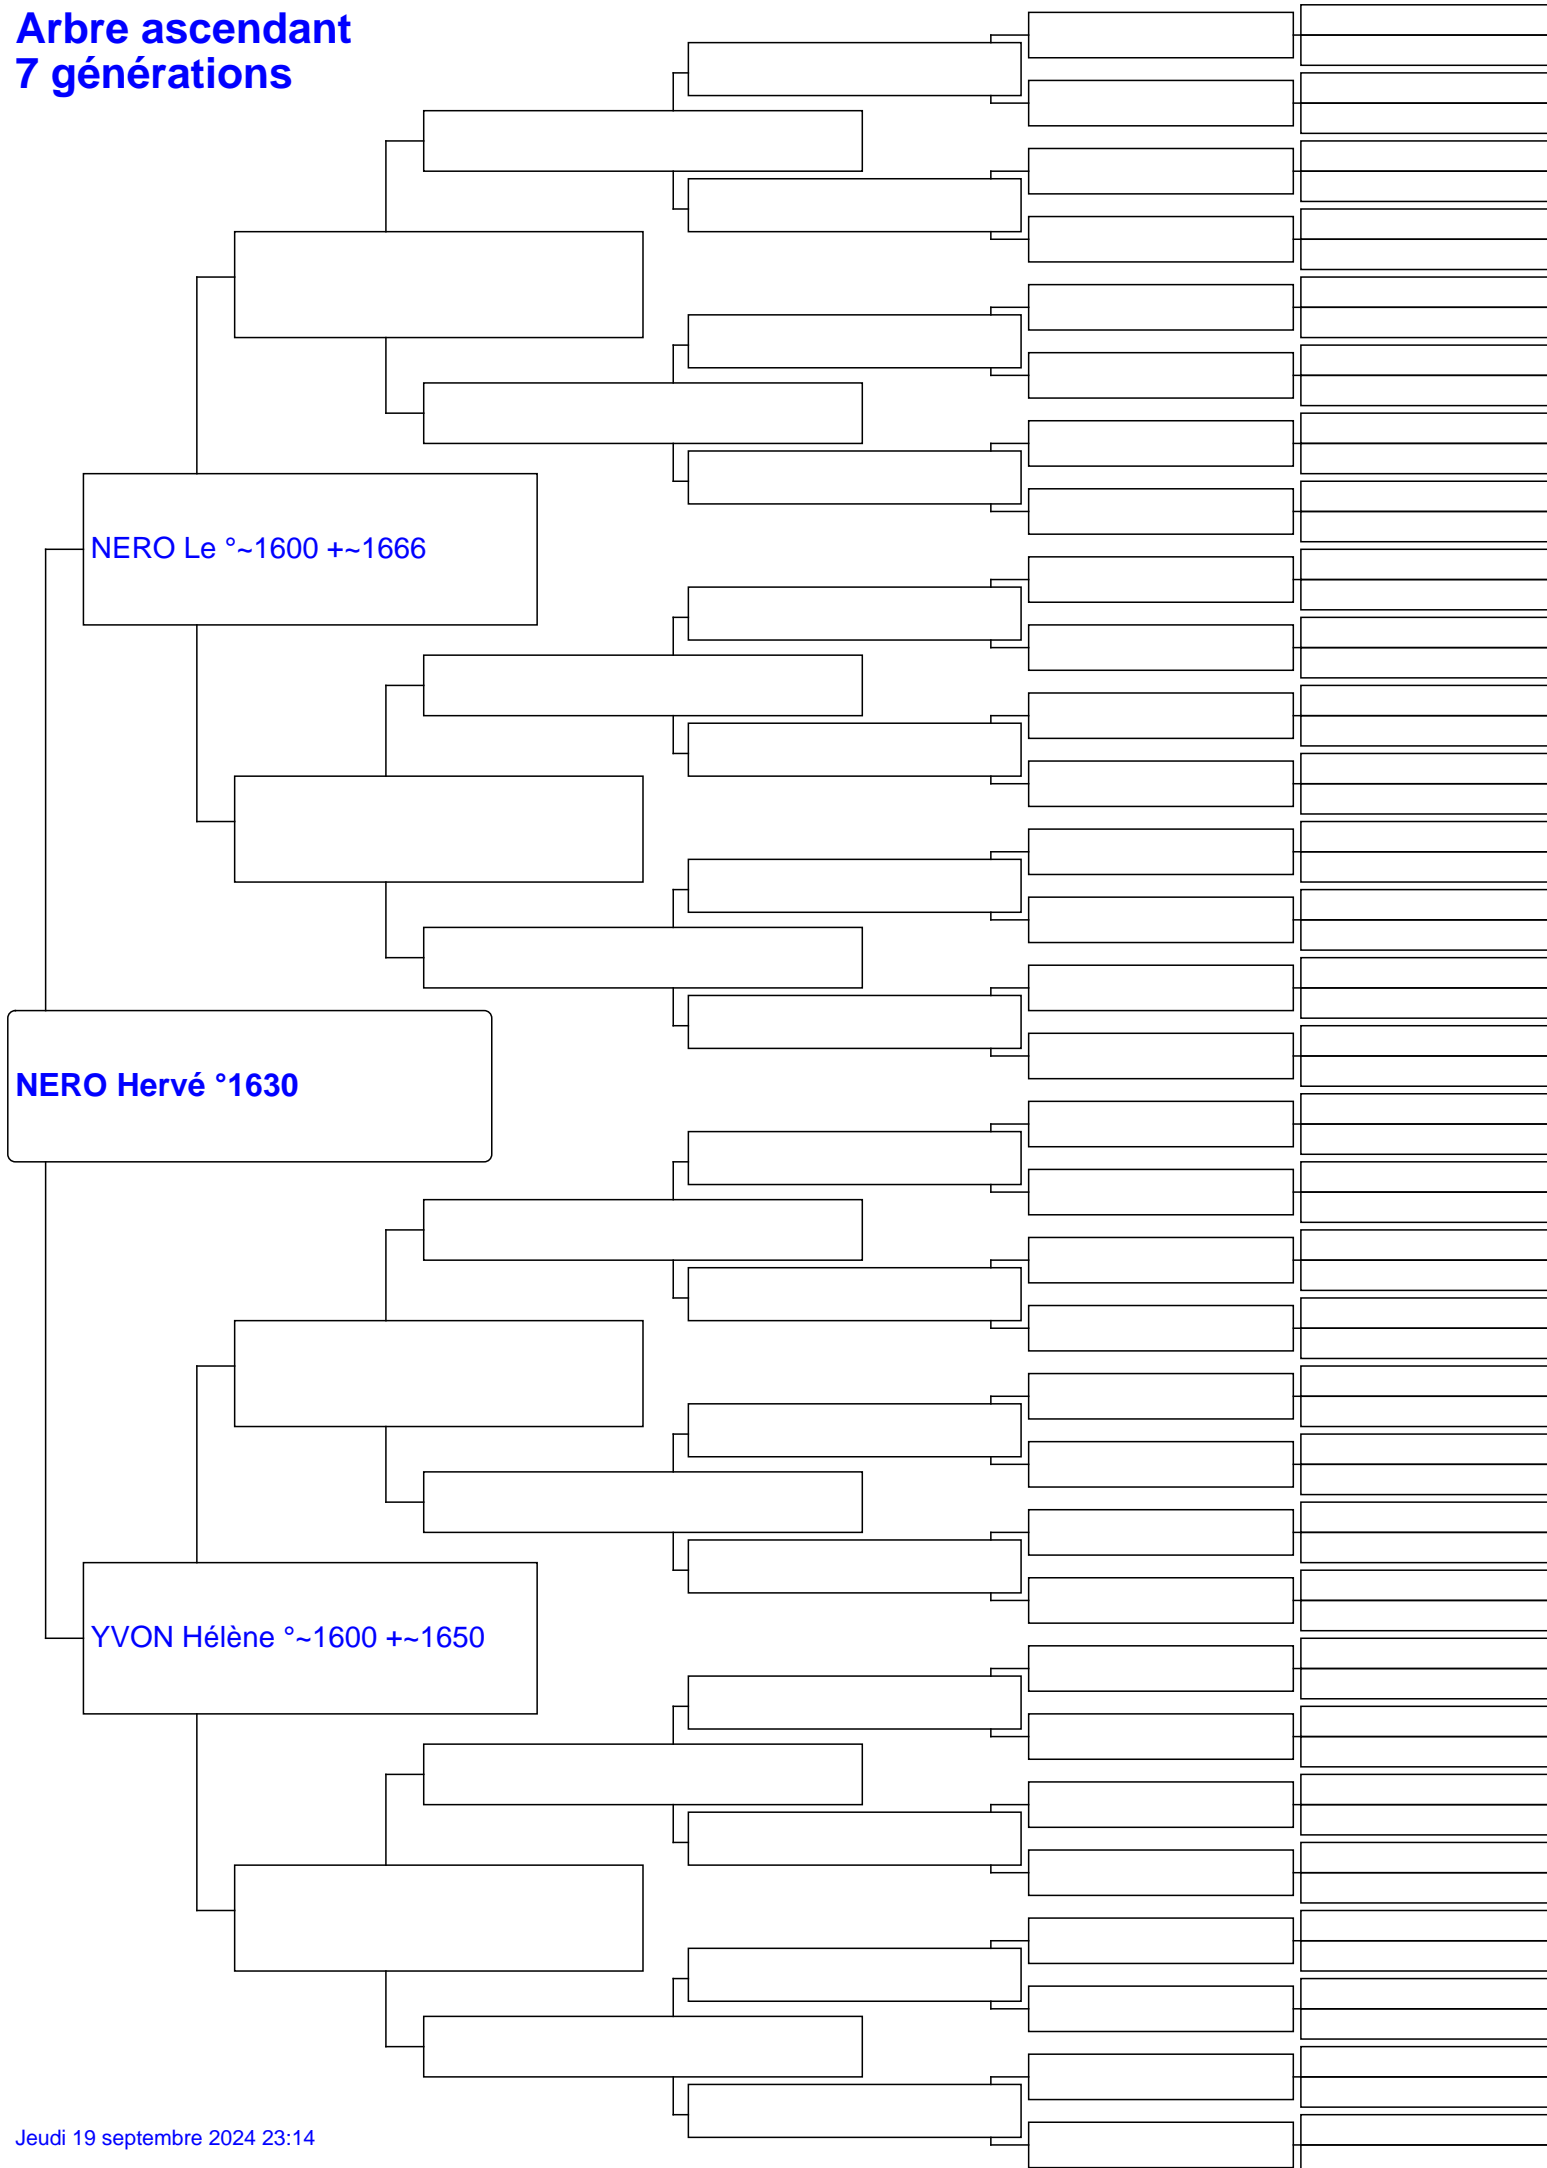 Arbre ascendant
7 générations
NERO Le °~1600 +~1666
NERO Hervé °1630
YVON Hélène °~1600 +~1650
Jeudi 19 septembre 2024 23:14